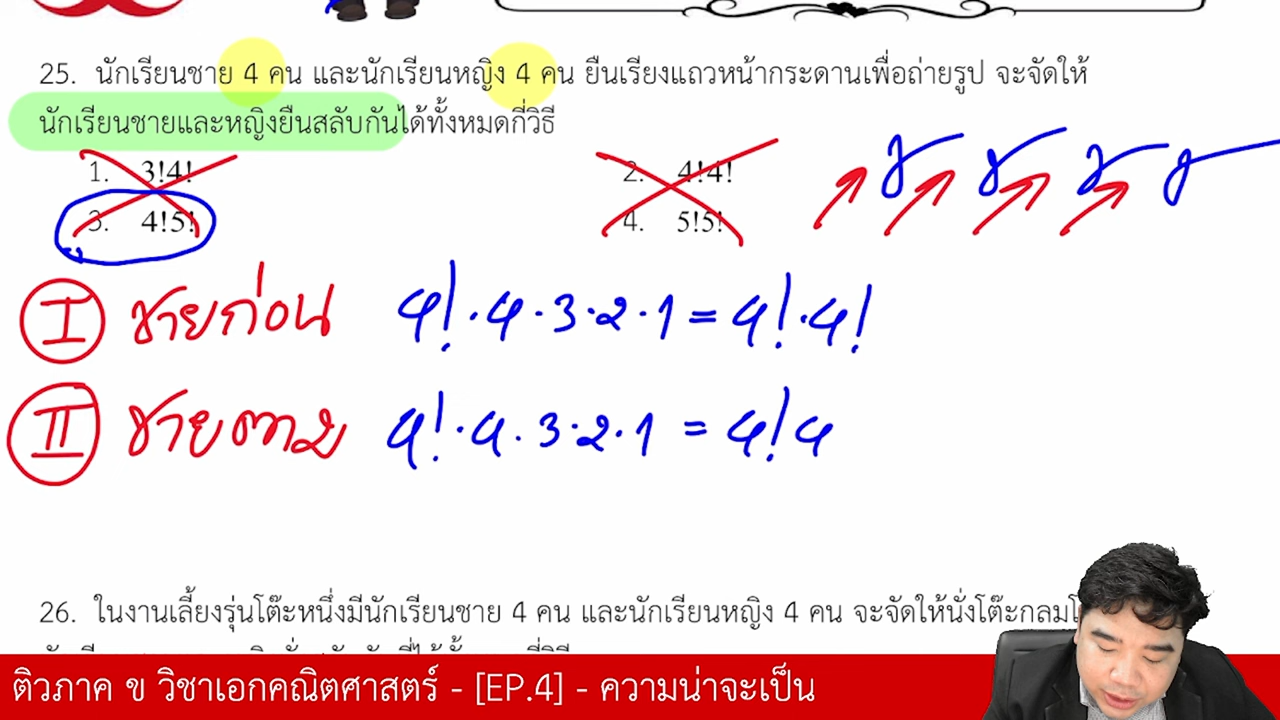 25. นักเรียนชาย 4 คน และนักเรียนหญิง 4 คน ยืนเรียงแถวหน้ากระดานเพื่อถ่ายรูป จะจัดให้
นักเรียนชายและหญิงยืนสลับกันได้ทั้งหมดกี่วิธี
1. 3!4! 2. 4!4!
3. 4!5! 4. 5!5!
I ชายก่อน 4!·4·3·2·1 = 4!·4!
II ชายตาม 4!·4·3·2·1 = 4!4
26. ในงานเลี้ยงรุ่นโต๊ะหนึ่งมีนักเรียนชาย 4 คน และนักเรียนหญิง 4 คน จะจัดให้นั่งโต๊ะกลม
ติวภาค ข วิชาเอกคณิตศาสตร์ - [EP.4] - ความน่าจะเป็น